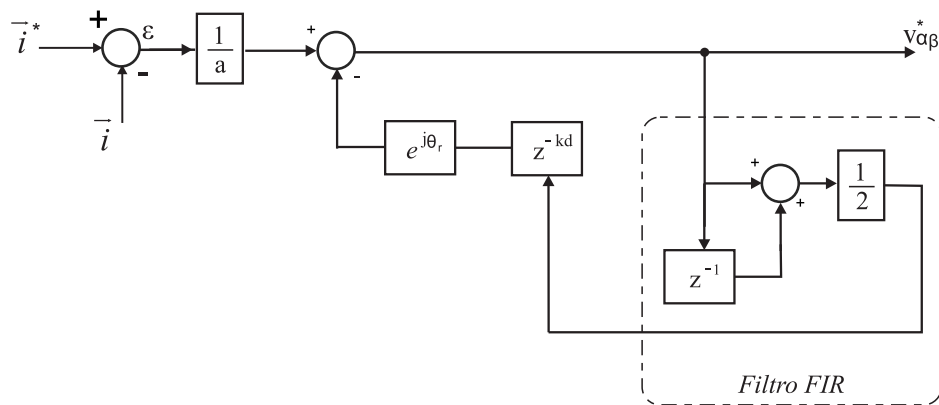 i* + ε 1/a + v*αβ
-
-
i
e^jθr z^-kd
+
+
1/2
z^-1
Filtro FIR